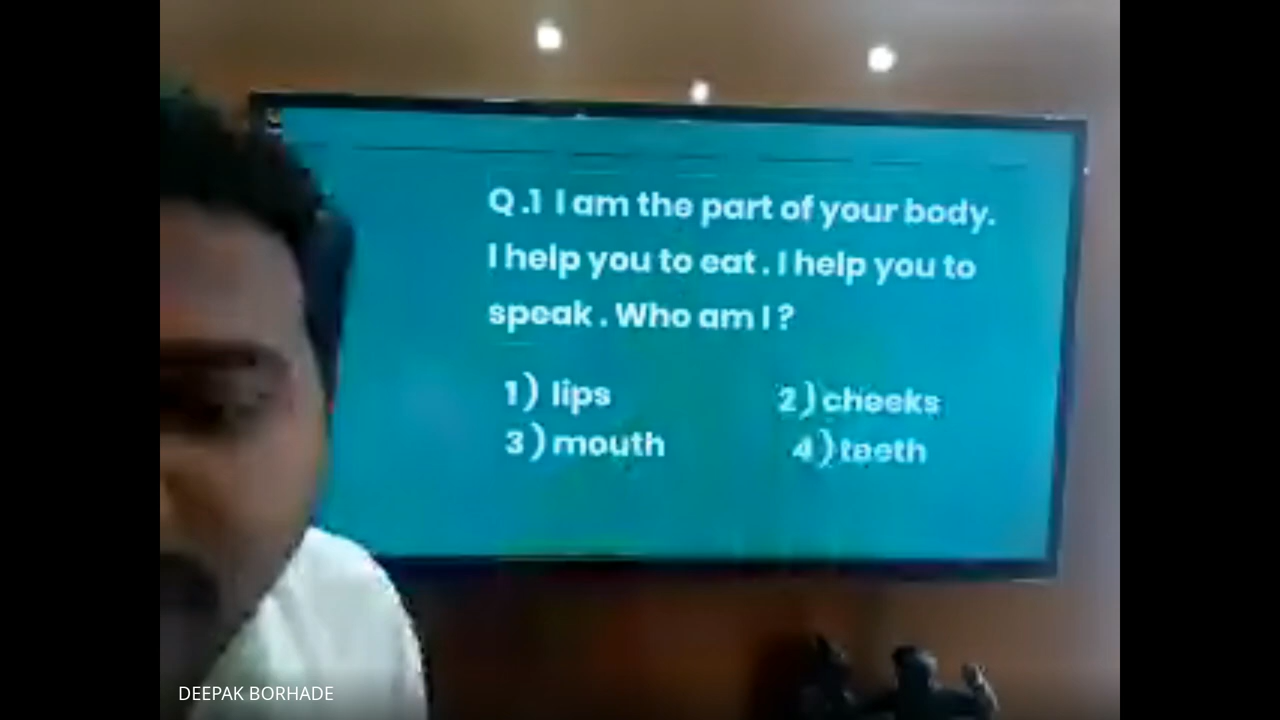 Q.1 I am the part of your body.
I help you to eat . I help you to
speak . Who am I ?
1 ) lips 2 ) cheeks
3 ) mouth 4 ) teeth
DEEPAK BORHADE